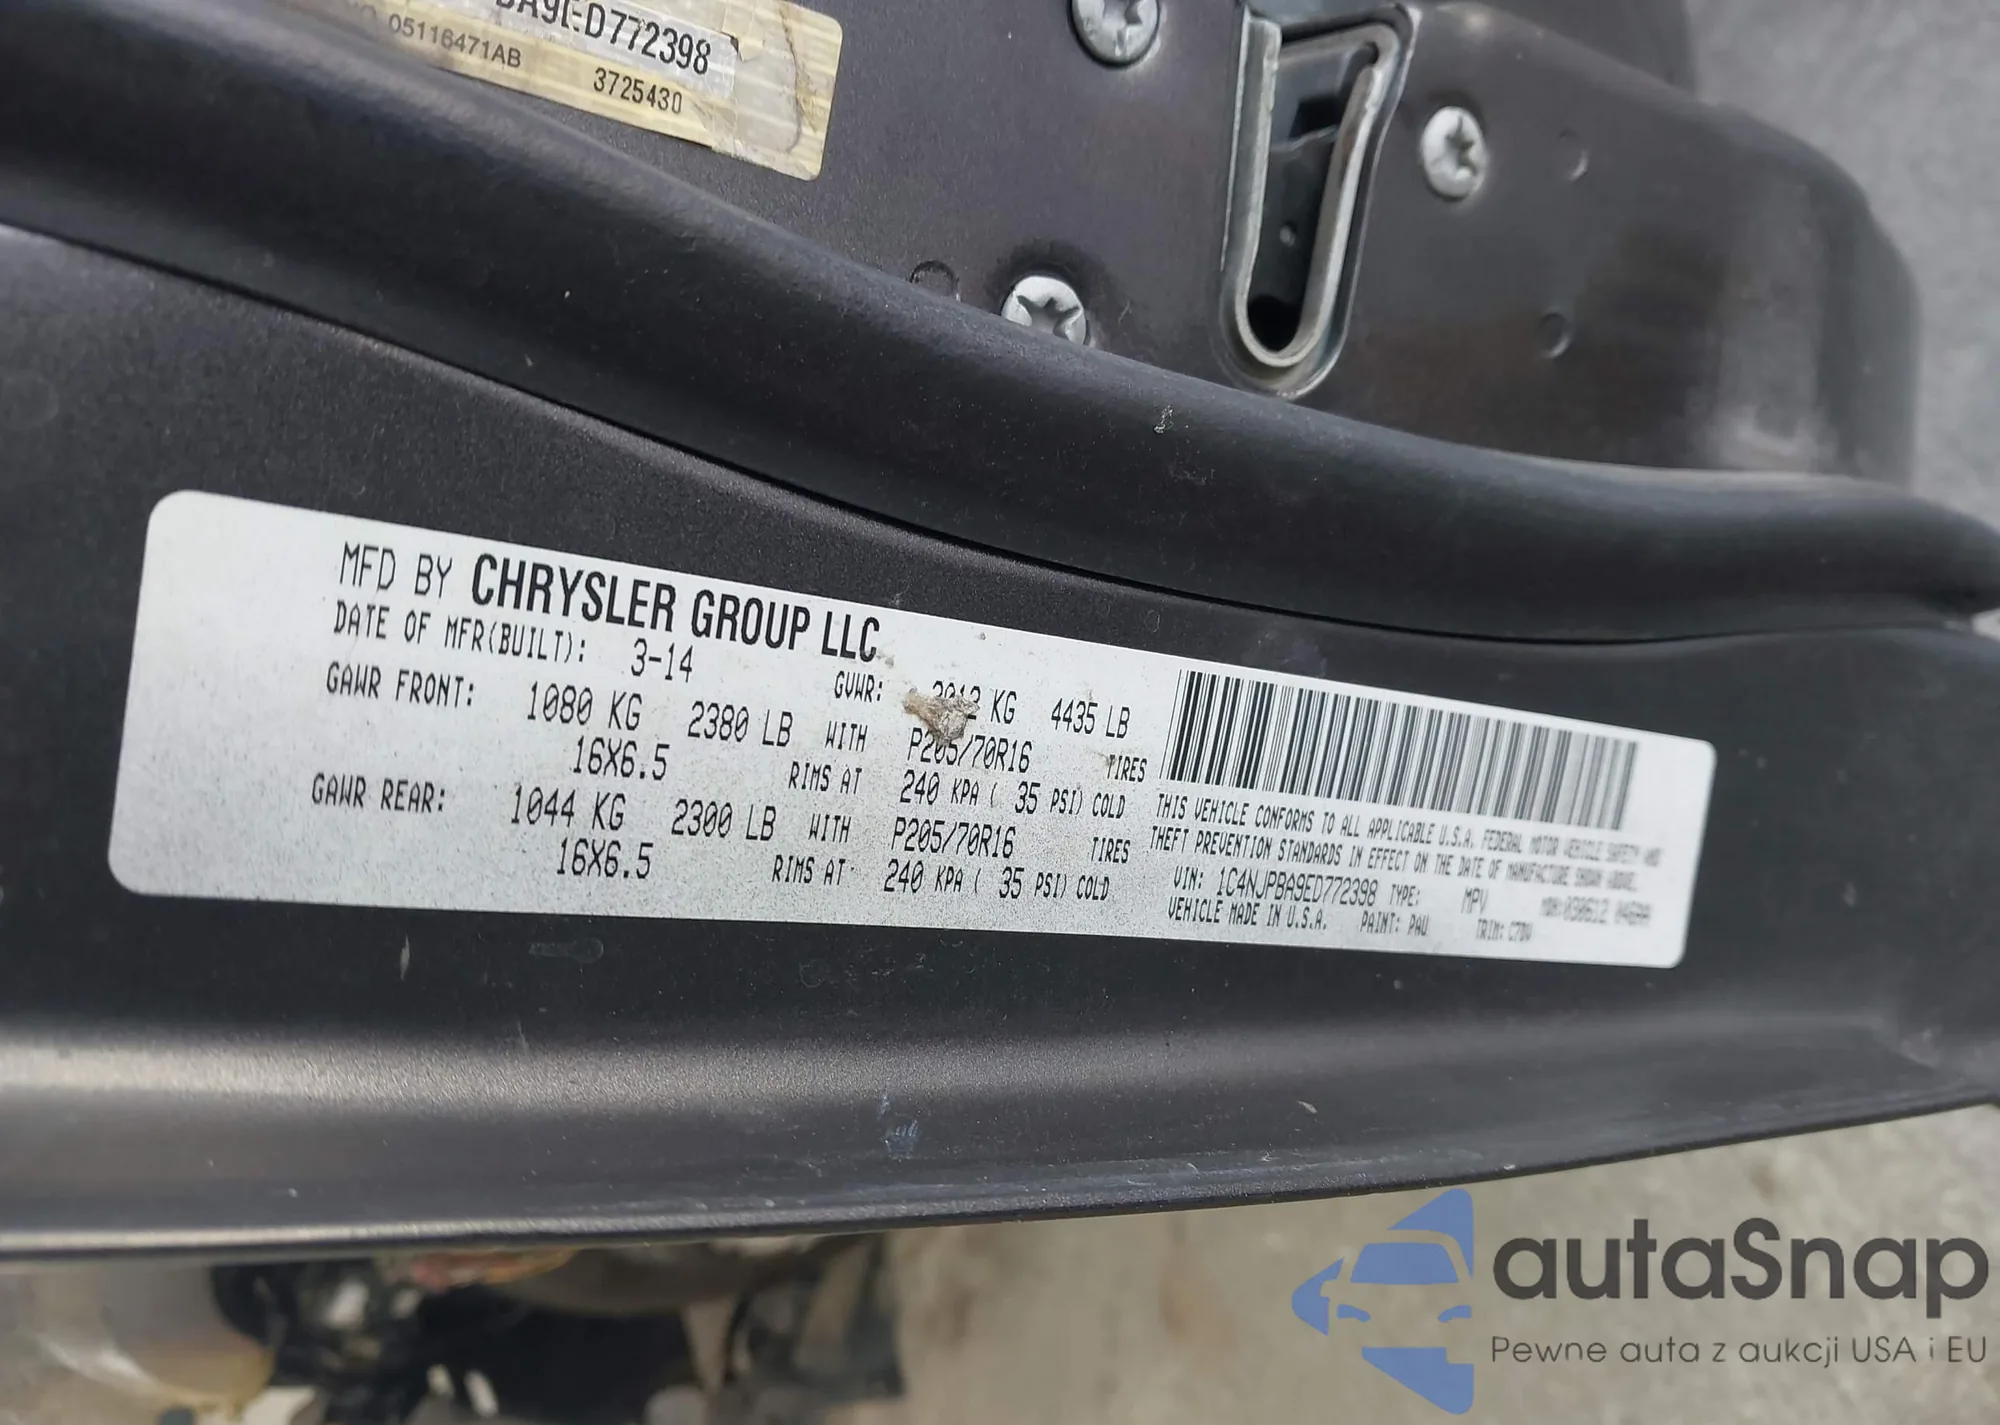 A9ED772398
05116471AB
3725430
MFD BY CHRYSLER GROUP LLC
DATE OF MFR(BUILT): 3-14 GVWR: KG 4435 LB
GAWR FRONT: 1080 KG 2380 LB WITH P205/70R16 TIRES
16X6.5 RIMS AT 240 KPA ( 35 PSI) COLD
GAWR REAR: 1044 KG 2300 LB WITH P205/70R16 TIRES
16X6.5 RIMS AT 240 KPA ( 35 PSI) COLD
THIS VEHICLE CONFORMS TO ALL APPLICABLE U.S.A. FEDERAL MOTOR VEHICLE SAFETY AND
THEFT PREVENTION STANDARDS IN EFFECT ON THE DATE OF MANUFACTURE SHOWN ABOVE.
VIN: 1C4NJPBA9ED772398 TYPE: MPV
VEHICLE MADE IN U.S.A. PAINT: PAU TRIM:
autaSnap
Pewne auta z aukcji USA i EU